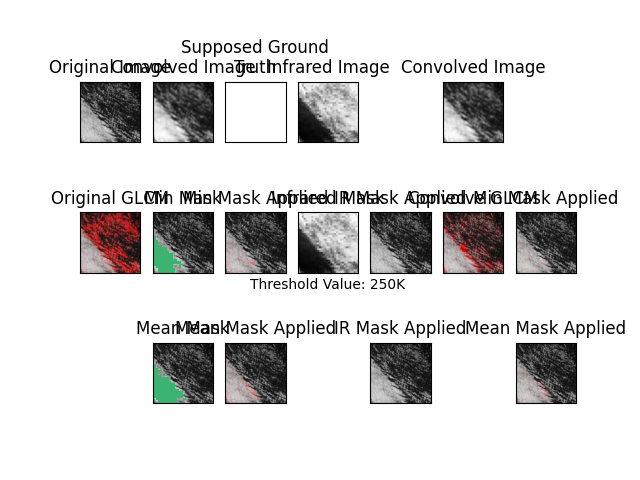 Supposed Ground
Original Image Convolved Image Truth Infrared Image Convolved Image
Original GLCM Min Mask Min Mask Applied Infrared Mask IR Mask Applied Convolved GLCM Min Mask Applied
Threshold Value: 250K
Mean Mask Mean Mask Applied IR Mask Applied Mean Mask Applied